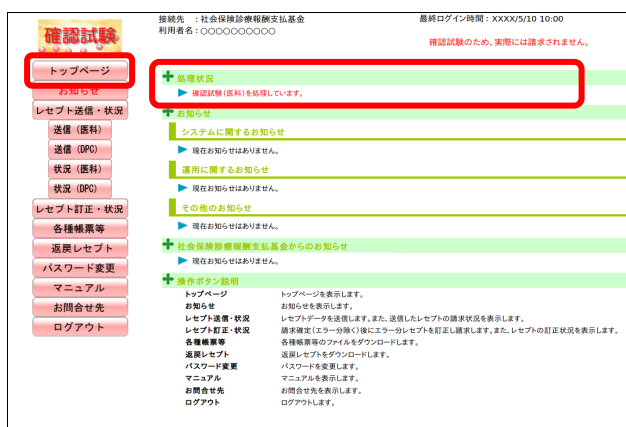 確認試験
接続先 :社会保険診療報酬支払基金
最終ログイン時間:XXXX/5/10 10:00
利用者名:○○○○○○○○○○
確認試験のため、実際には請求されません。
トップページ
お知らせ
レセプト送信・状況
送信(医科)
送信(DPC)
状況(医科)
状況(DPC)
レセプト訂正・状況
各種帳票等
返戻レセプト
パスワード変更
マニュアル
お問合せ先
ログアウト
処理状況
確認試験(医科)を処理しています。
お知らせ
システムに関するお知らせ
現在お知らせはありません。
運用に関するお知らせ
現在お知らせはありません。
その他のお知らせ
現在お知らせはありません。
社会保険診療報酬支払基金からのお知らせ
現在お知らせはありません。
操作ボタン説明
トップページ トップページを表示します。
お知らせ お知らせを表示します。
レセプト送信・状況 レセプトデータを送信します。また、送信したレセプトの請求状況を表示します。
レセプト訂正・状況 請求確定(エラー分除く)後にエラー分レセプトを訂正し請求します。また、レセプトの訂正状況を表示します。
各種帳票等 各種帳票等のファイルをダウンロードします。
返戻レセプト 返戻レセプトをダウンロードします。
パスワード変更 パスワードを変更します。
マニュアル マニュアルを表示します。
お問合せ先 お問合せ先を表示します。
ログアウト ログアウトします。